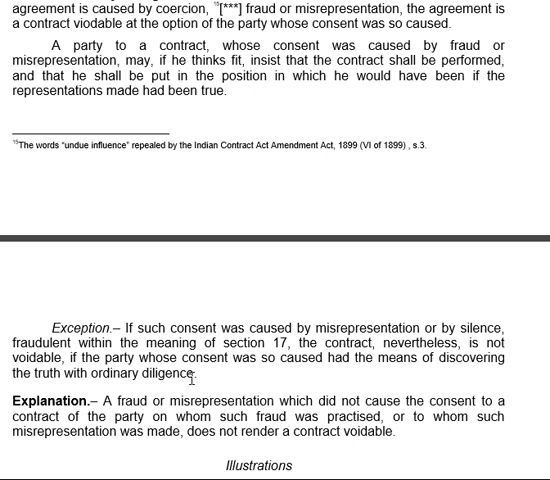 agreement is caused by coercion, 15[***] fraud or misrepresentation, the agreement is
a contract viodable at the option of the party whose consent was so caused.
A party to a contract, whose consent was caused by fraud or
misrepresentation, may, if he thinks fit, insist that the contract shall be performed,
and that he shall be put in the position in which he would have been if the
representations made had been true.
15The words “undue influence” repealed by the Indian Contract Act Amendment Act, 1899 (VI of 1899) , s.3.
Exception.– If such consent was caused by misrepresentation or by silence,
fraudulent within the meaning of section 17, the contract, nevertheless, is not
voidable, if the party whose consent was so caused had the means of discovering
the truth with ordinary diligence.
Explanation.– A fraud or misrepresentation which did not cause the consent to a
contract of the party on whom such fraud was practised, or to whom such
misrepresentation was made, does not render a contract voidable.
Illustrations